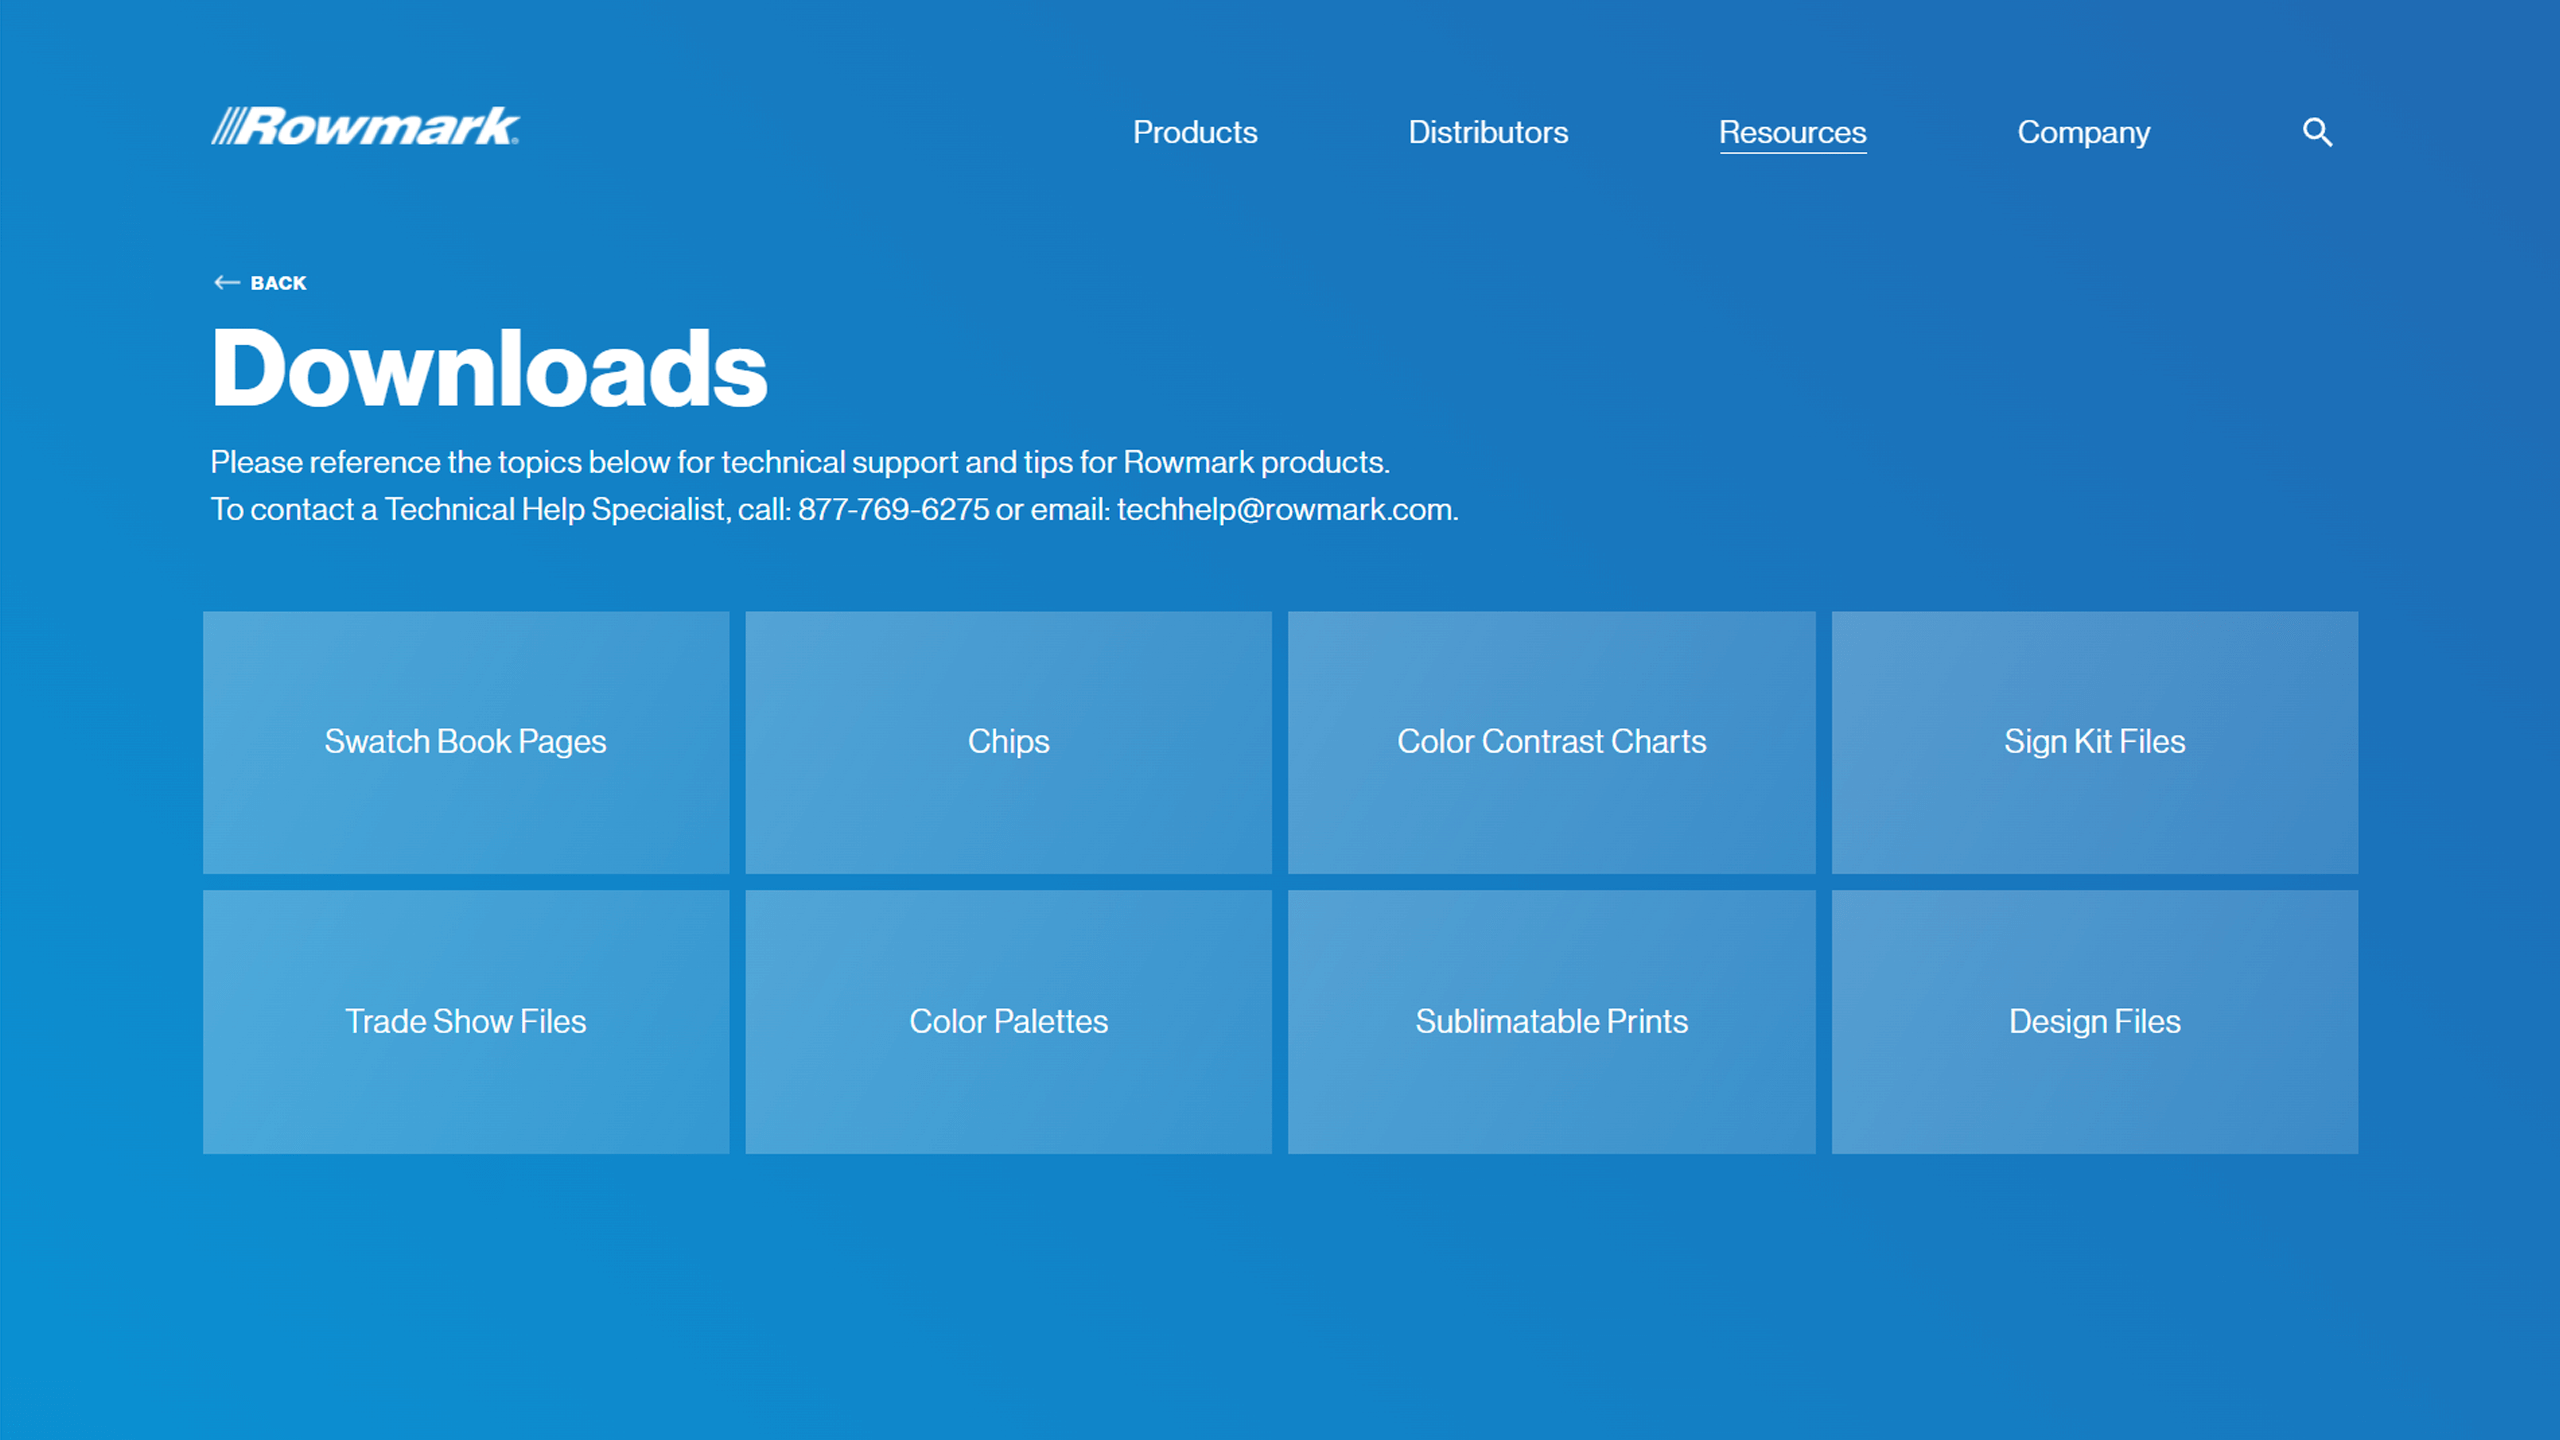 Rowmark
Products
Distributors
Resources
Company
BACK
Downloads
Please reference the topics below for technical support and tips for Rowmark products.
To contact a Technical Help Specialist, call: 877-769-6275 or email: techhelp@rowmark.com.
Swatch Book Pages
Chips
Color Contrast Charts
Sign Kit Files
Trade Show Files
Color Palettes
Sublimatable Prints
Design Files